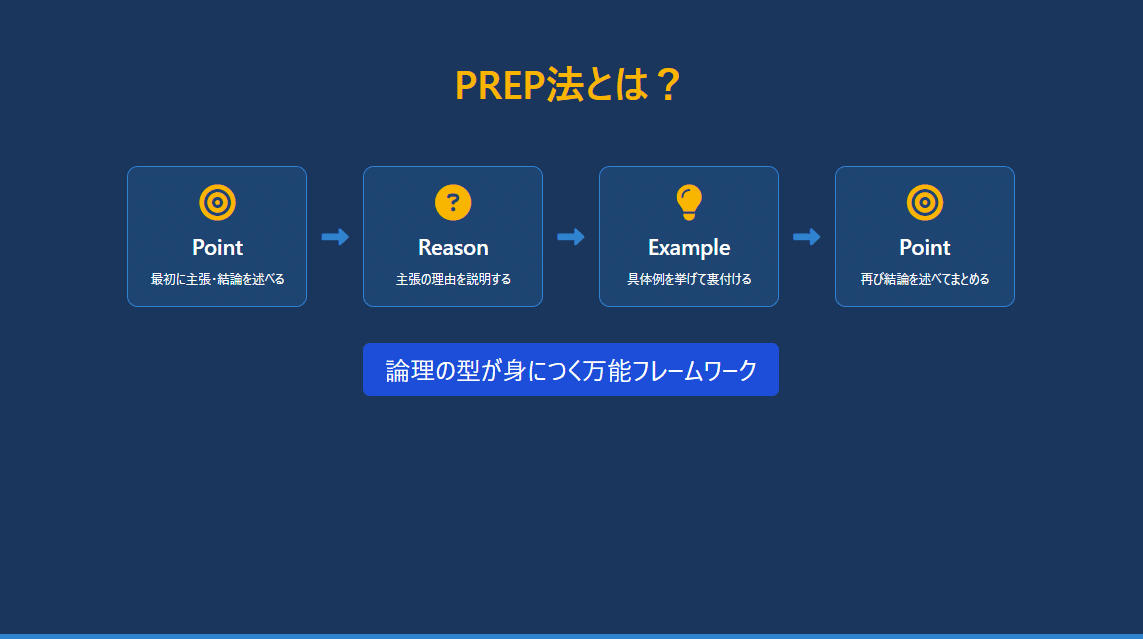 PREP法とは？
Point
最初に主張・結論を述べる
Reason
主張の理由を説明する
Example
具体例を挙げて裏付ける
Point
再び結論を述べてまとめる
論理の型が身につく万能フレームワーク